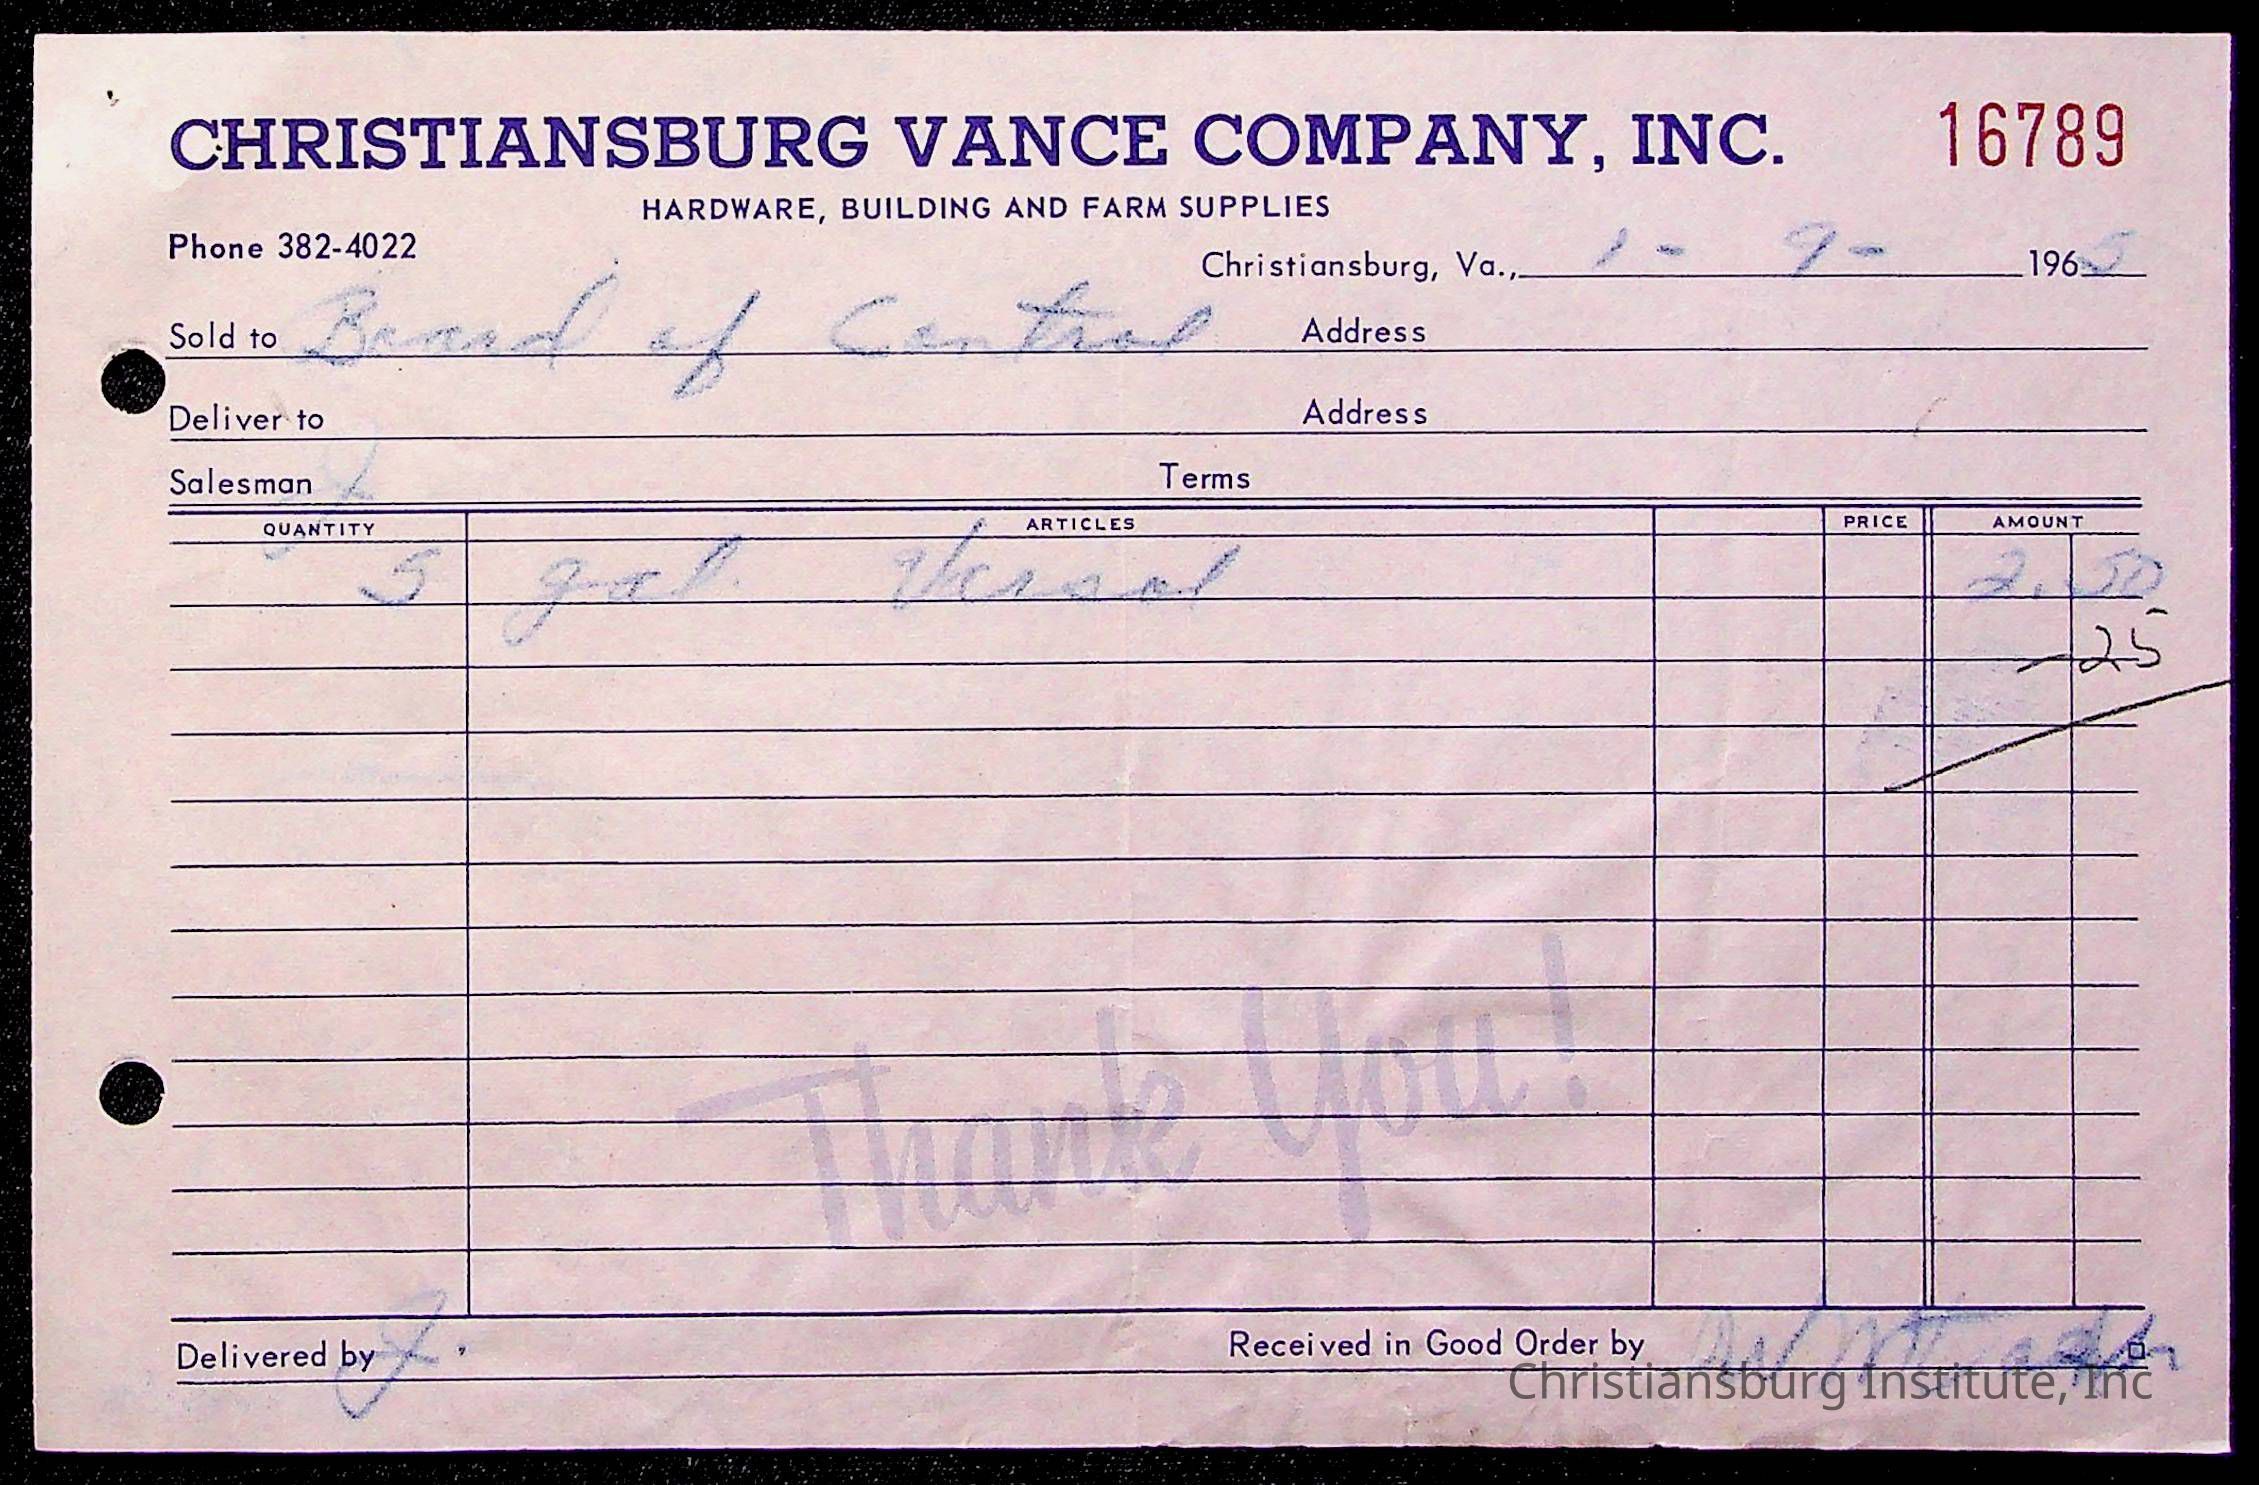 CHRISTIANSBURG VANCE COMPANY, INC. 16789
HARDWARE, BUILDING AND FARM SUPPLIES
Phone 382-4022
Christiansburg, Va., 1 - 9 - 1965
Sold to Board of Control Address
Deliver to Address
Salesman Terms
QUANTITY ARTICLES PRICE AMOUNT
5 gal. Varsol 2.50
25
Thank You!
Delivered by J. Received in Good Order by
Christiansburg Institute, Inc